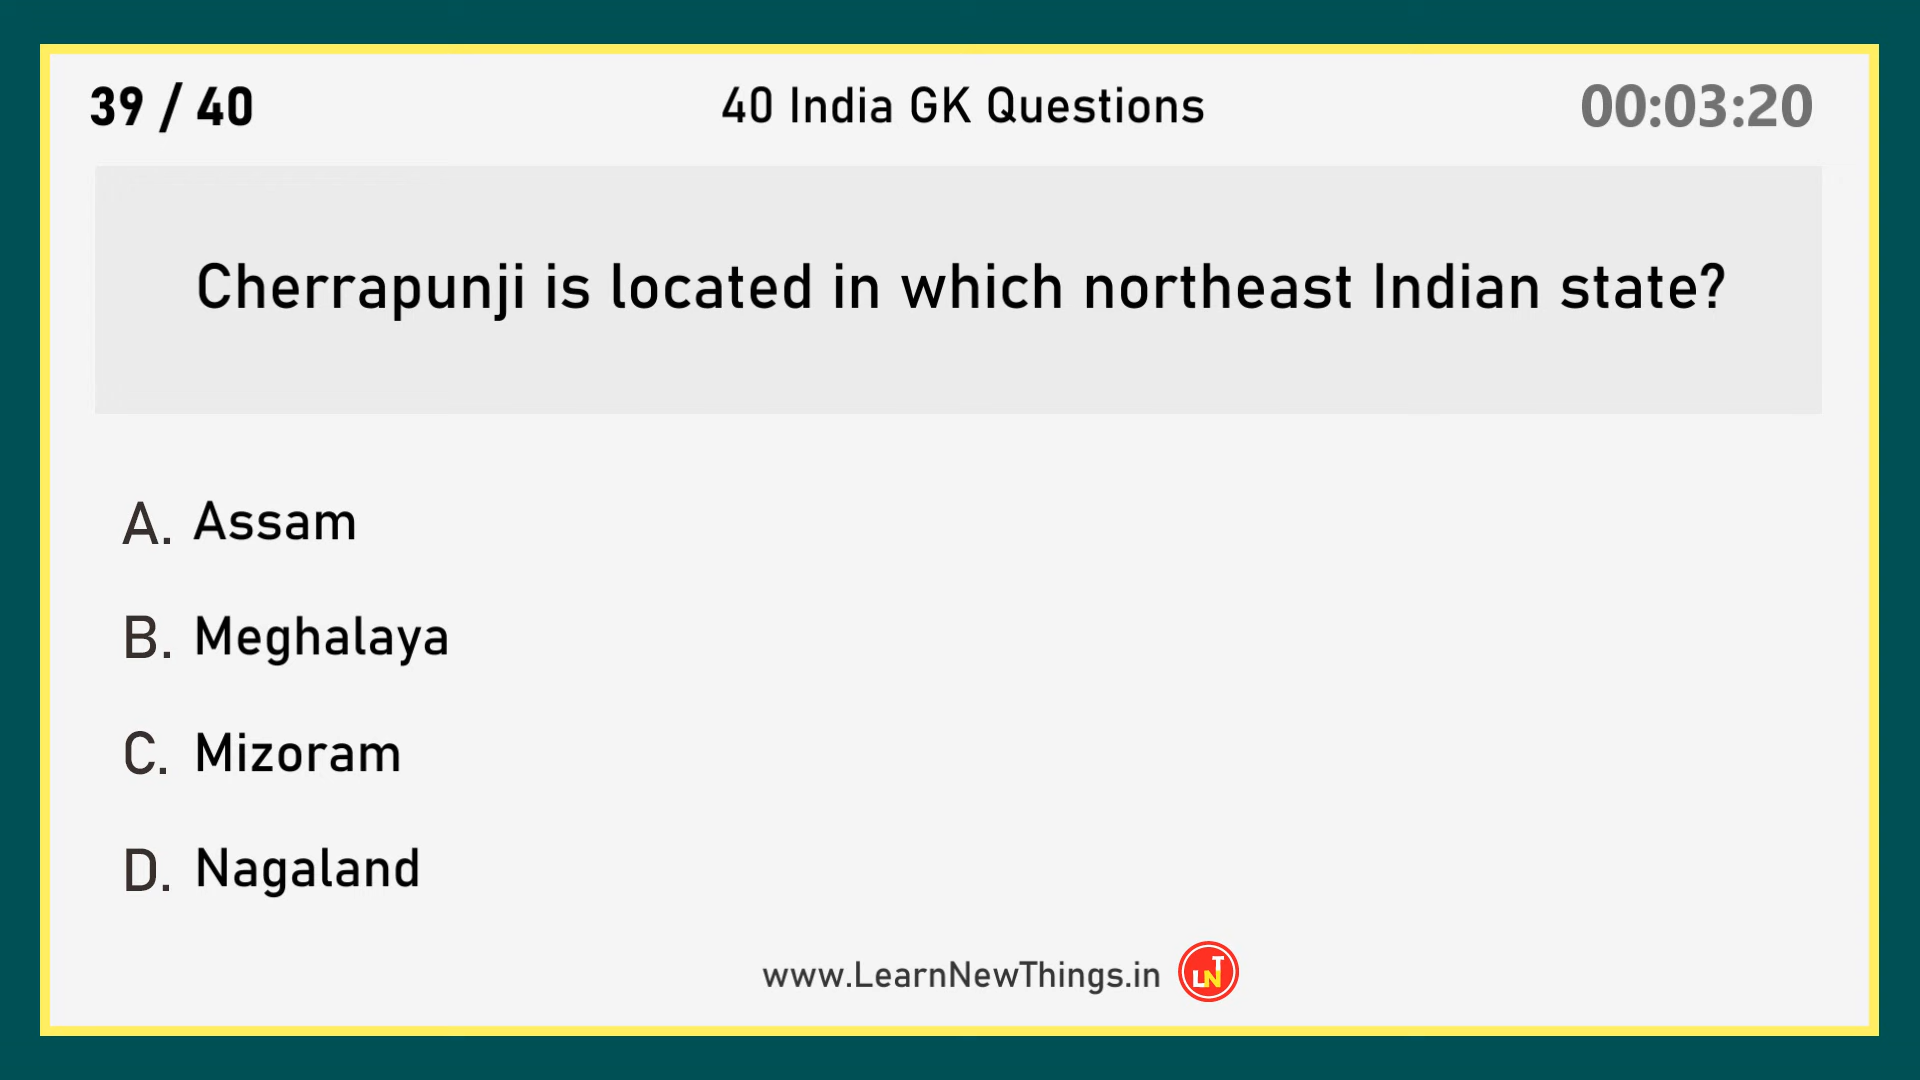 39 / 40
40 India GK Questions
00:03:20
Cherrapunji is located in which northeast Indian state?
A. Assam
B. Meghalaya
C. Mizoram
D. Nagaland
www.LearnNewThings.in
LNT